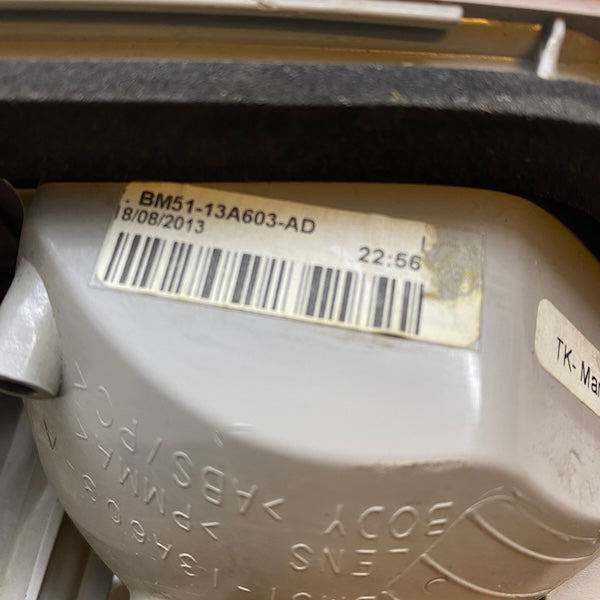 . BM51-13A603-AD
18/08/2013
22:56
TK- Mar
LENS >PMMA<
BODY >ABS/PC<